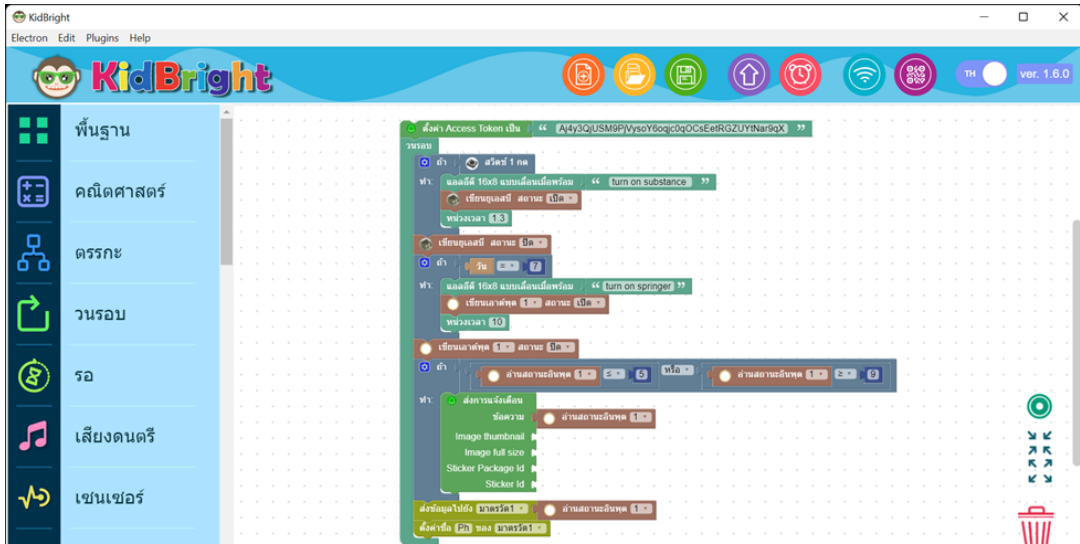 KidBright
Electron Edit Plugins Help
KidBright
TH
ver. 1.6.0
พื้นฐาน
คณิตศาสตร์
ตรรกะ
วนรอบ
รอ
เสียงดนตรี
เซนเซอร์
ตั้งค่า Access Token เป็น “ Aj4y3QjUSM9PjVysoY6oqjc0qOCsEetRGZUYtNar9qX ”
วนรอบ
ถ้า สวิตช์ 1 กด
ทำ: แอลอีดี 16x8 แบบเลื่อนเมื่อพร้อม “ turn on substance ”
เขียนยูเอสบี สถานะ เปิด
หน่วงเวลา 1.3
เขียนยูเอสบี สถานะ ปิด
ถ้า วัน = 7
ทำ: แอลอีดี 16x8 แบบเลื่อนเมื่อพร้อม “ turn on springer ”
เขียนเอาต์พุต 1 สถานะ เปิด
หน่วงเวลา 10
เขียนเอาต์พุต 1 สถานะ ปิด
ถ้า อ่านสถานะอินพุต 1 ≤ 5 หรือ อ่านสถานะอินพุต 1 ≥ 9
ทำ: ส่งการแจ้งเตือน
ข้อความ อ่านสถานะอินพุต 1
Image thumbnail
Image full size
Sticker Package Id
Sticker Id
ส่งข้อมูลไปยัง มาตรวัด1 อ่านสถานะอินพุต 1
ตั้งค่าชื่อ Ph ของ มาตรวัด1